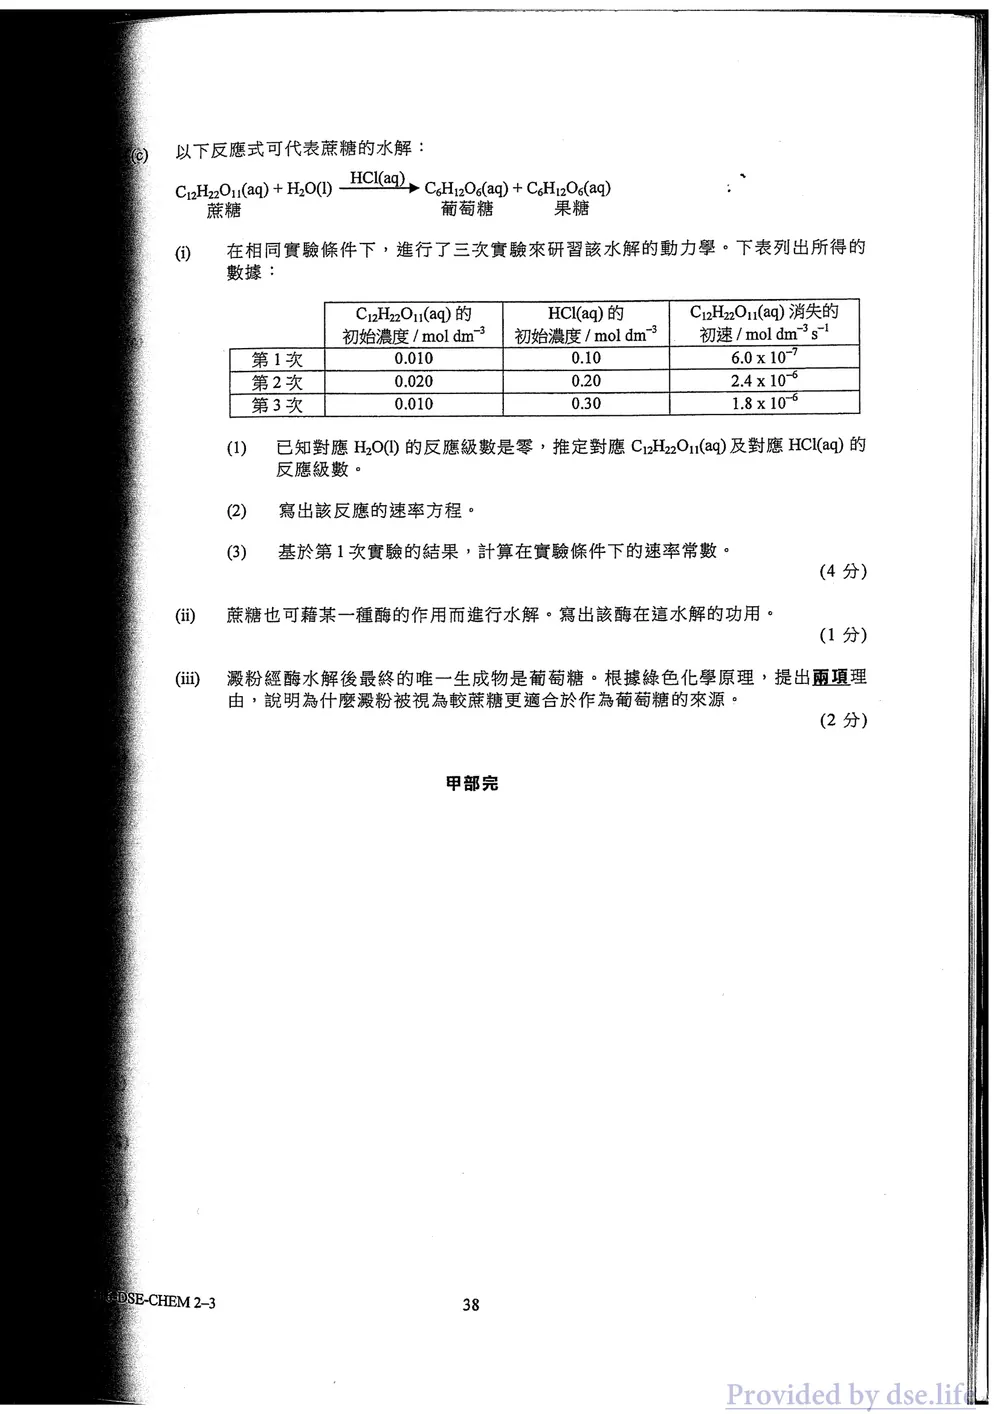 (c) 以下反應式可代表蔗糖的水解：
C₁₂H₂₂O₁₁(aq) + H₂O(l) —HCl(aq)→ C₆H₁₂O₆(aq) + C₆H₁₂O₆(aq)
蔗糖 葡萄糖 果糖
(i) 在相同實驗條件下，進行了三次實驗來研習該水解的動力學。下表列出所得的
數據：
C₁₂H₂₂O₁₁(aq) 的 HCl(aq) 的 C₁₂H₂₂O₁₁(aq) 消失的
初始濃度 / mol dm⁻³ 初始濃度 / mol dm⁻³ 初速 / mol dm⁻³ s⁻¹
第 1 次 0.010 0.10 6.0 x 10⁻⁷
第 2 次 0.020 0.20 2.4 x 10⁻⁶
第 3 次 0.010 0.30 1.8 x 10⁻⁶
(1) 已知對應 H₂O(l) 的反應級數是零，推定對應 C₁₂H₂₂O₁₁(aq) 及對應 HCl(aq) 的
反應級數。
(2) 寫出該反應的速率方程。
(3) 基於第 1 次實驗的結果，計算在實驗條件下的速率常數。
(4 分)
(ii) 蔗糖也可藉某一種酶的作用而進行水解。寫出該酶在這水解的功用。
(1 分)
(iii) 澱粉經酶水解後最終的唯一生成物是葡萄糖。根據綠色化學原理，提出兩項理
由，說明為什麼澱粉被視為較蔗糖更適合於作為葡萄糖的來源。
(2 分)
甲部完
DSE-CHEM 2–3 38
Provided by dse.life